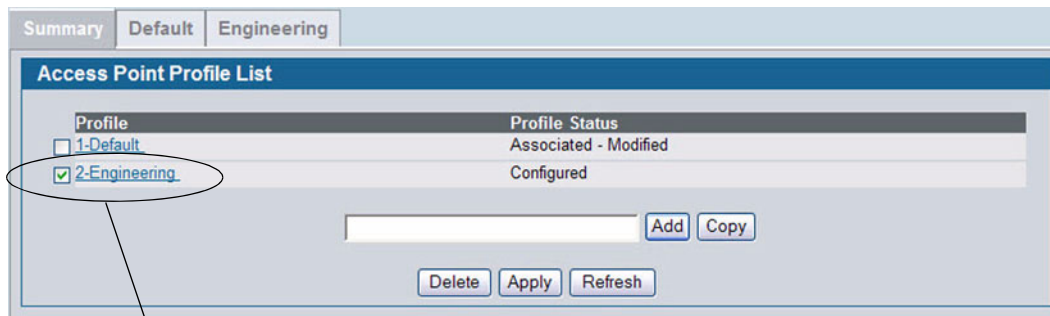 Summary Default Engineering
Access Point Profile List
Profile Profile Status
1-Default Associated - Modified
2-Engineering Configured
Add Copy
Delete Apply Refresh